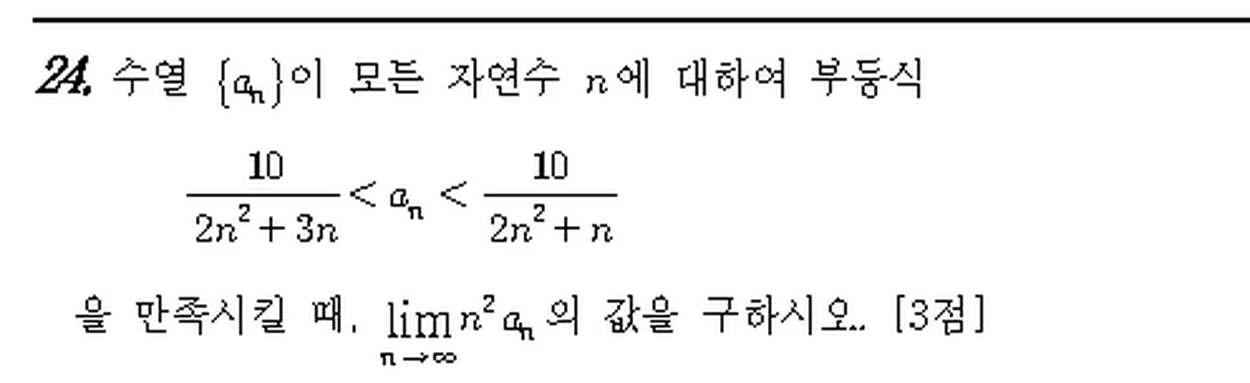 24. 수열 {aₙ}이 모든 자연수 n에 대하여 부등식
10/(2n²+3n) < aₙ < 10/(2n²+n)
을 만족시킬 때, lim_{n→∞} n²aₙ의 값을 구하시오. [3점]